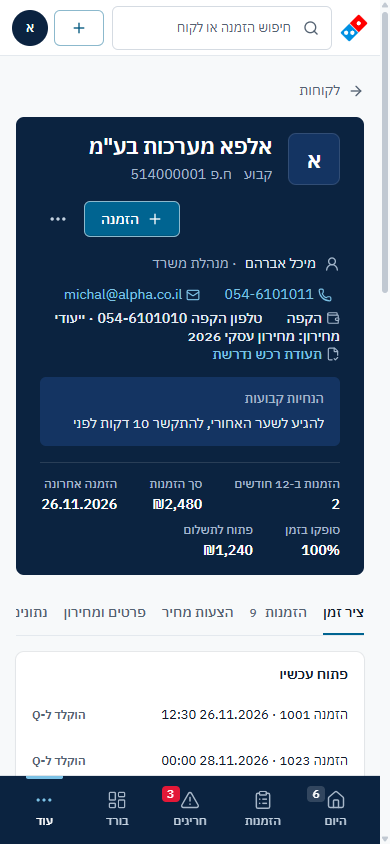 חיפוש הזמנה או לקוח
א
לקוחות
א
אלפא מערכות בע"מ
קבוע ח.פ 514000001
הזמנה
מיכל אברהם · מנהלת משרד
054-6101011 michal@alpha.co.il
הקפה טלפון הקפה 054-6101010 · ייעודי
מחירון: מחירון עסקי 2026
תעודת רכש נדרשת
הנחיות קבועות
להגיע לשער האחורי, להתקשר 10 דקות לפני
הזמנות ב-12 חודשים סך הזמנות הזמנה אחרונה
2 ₪2,480 26.11.2026
סופקו בזמן פתוח לתשלום
100% ₪1,240
ציר זמן הזמנות 9 הצעות מחיר פרטים ומחירון נתונים
פתוח עכשיו
הזמנה 1001 · 26.11.2026 12:30 הוקלד ל-Q
הזמנה 1023 · 28.11.2026 00:00 הוקלד ל-Q
6 3
היום הזמנות חריגים בורד עוד